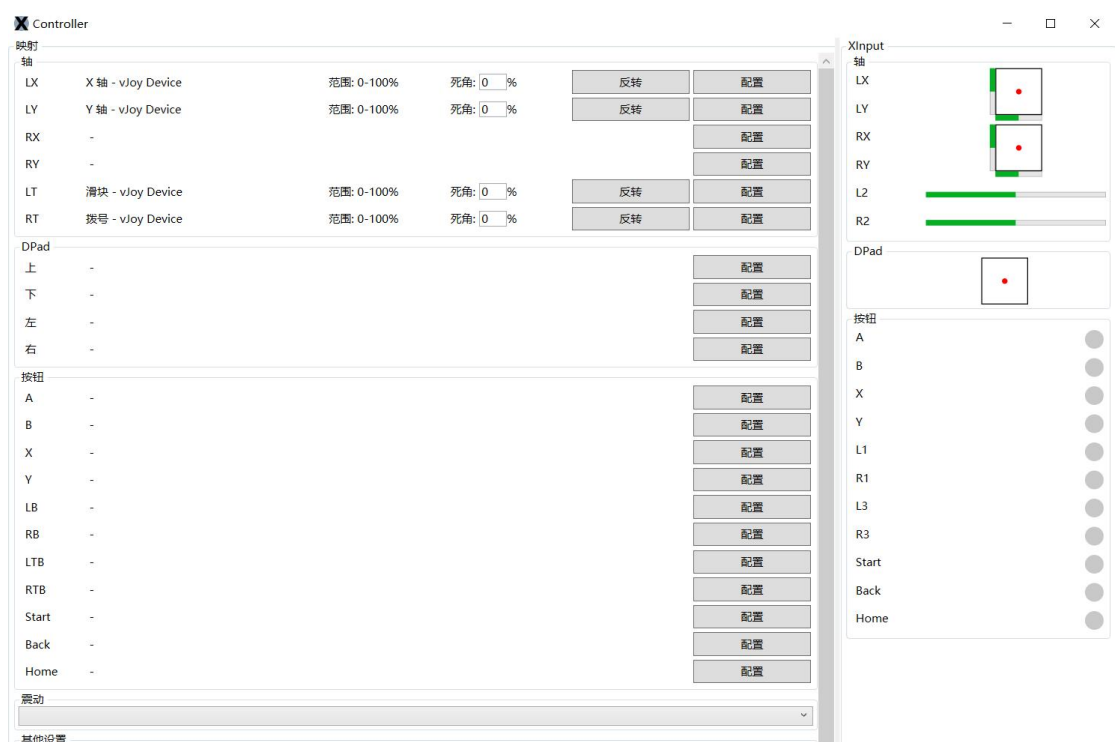 Controller
映射
轴
LX X 轴 - vJoy Device 范围: 0-100% 死角: 0 % 反转 配置
LY Y 轴 - vJoy Device 范围: 0-100% 死角: 0 % 反转 配置
RX - 配置
RY - 配置
LT 滑块 - vJoy Device 范围: 0-100% 死角: 0 % 反转 配置
RT 拨号 - vJoy Device 范围: 0-100% 死角: 0 % 反转 配置
DPad
上 - 配置
下 - 配置
左 - 配置
右 - 配置
按钮
A - 配置
B - 配置
X - 配置
Y - 配置
LB - 配置
RB - 配置
LTB - 配置
RTB - 配置
Start - 配置
Back - 配置
Home - 配置
震动
其他设置
XInput
轴
LX
LY
RX
RY
L2
R2
DPad
按钮
A
B
X
Y
L1
R1
L3
R3
Start
Back
Home